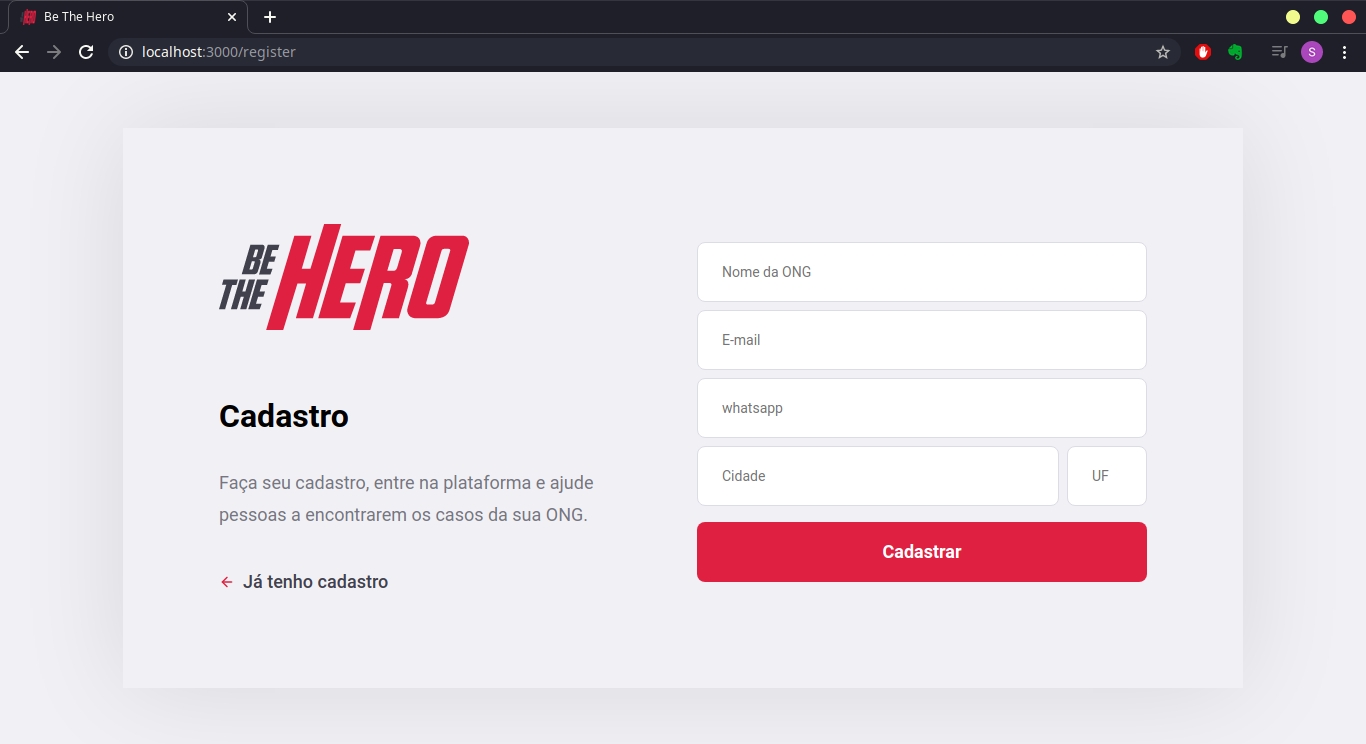 Be The Hero
localhost:3000/register
S
BE
THE
HERO
Cadastro
Faça seu cadastro, entre na plataforma e ajude
pessoas a encontrarem os casos da sua ONG.
Já tenho cadastro
Nome da ONG
E-mail
whatsapp
Cidade
UF
Cadastrar